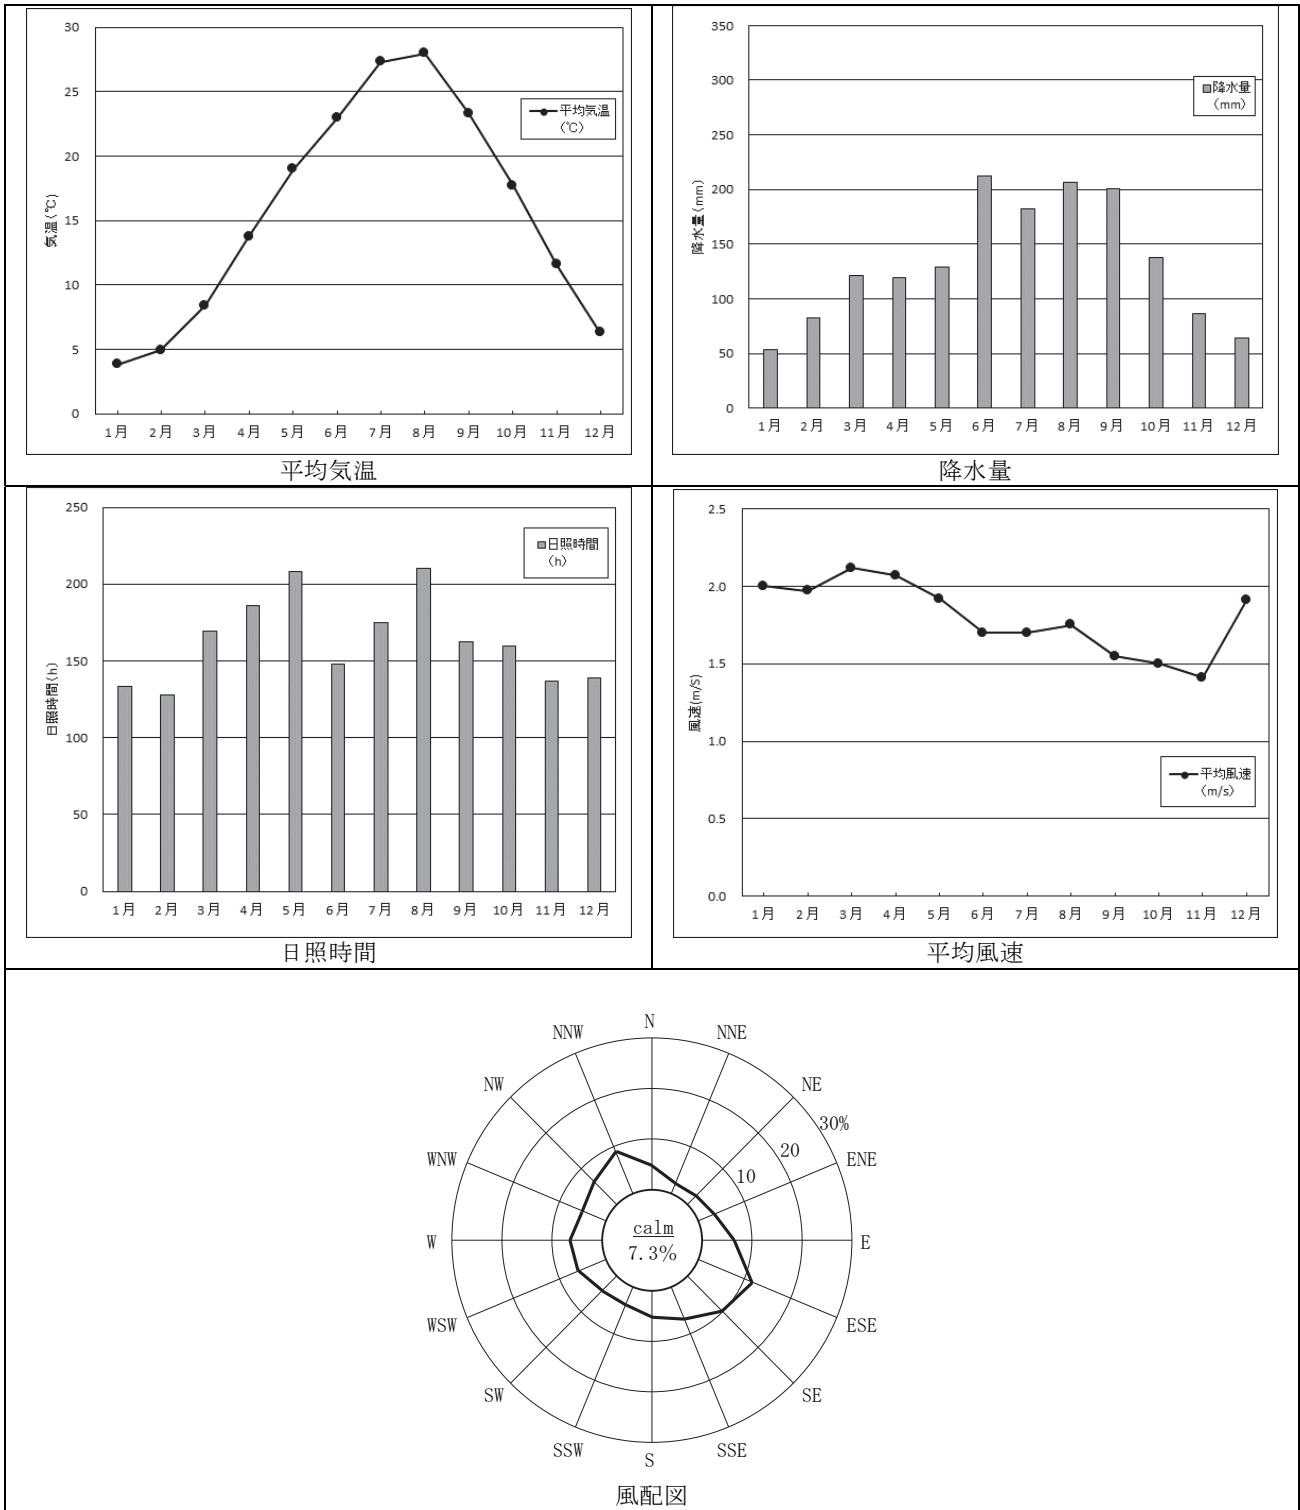 30
25
20
15
10
5
0
気温(℃)
平均気温
(℃)
1月 2月 3月 4月 5月 6月 7月 8月 9月 10月 11月 12月
平均気温
350
300
250
200
150
100
50
0
降水量(mm)
降水量
(mm)
1月 2月 3月 4月 5月 6月 7月 8月 9月 10月 11月 12月
降水量
250
200
150
100
50
0
日照時間(h)
日照時間
(h)
1月 2月 3月 4月 5月 6月 7月 8月 9月 10月 11月 12月
日照時間
2.5
2.0
1.5
1.0
0.5
0.0
風速(m/S)
平均風速
(m/s)
1月 2月 3月 4月 5月 6月 7月 8月 9月 10月 11月 12月
平均風速
N
NNW
NNE
NW
NE
30%
20
10
WNW
ENE
calm
7.3%
W
E
WSW
ESE
SW
SE
SSW
SSE
S
風配図